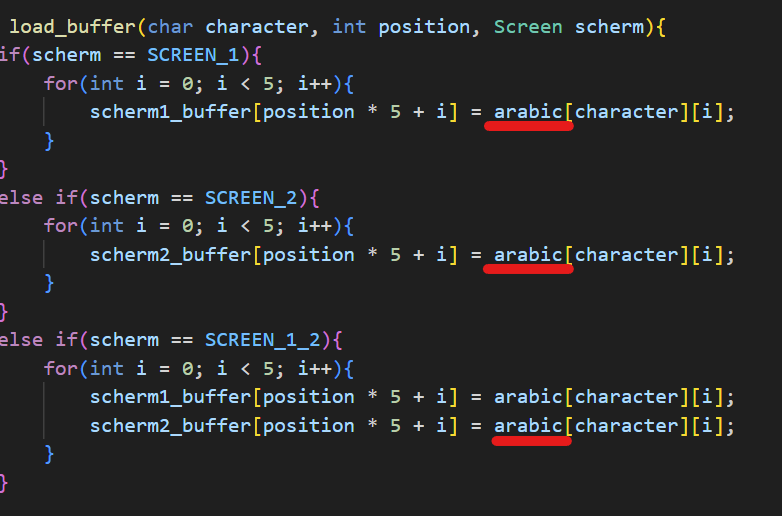 load_buffer(char character, int position, Screen scherm){
if(scherm == SCREEN_1){
for(int i = 0; i < 5; i++){
scherm1_buffer[position * 5 + i] = arabic[character][i];
}
}
else if(scherm == SCREEN_2){
for(int i = 0; i < 5; i++){
scherm2_buffer[position * 5 + i] = arabic[character][i];
}
}
else if(scherm == SCREEN_1_2){
for(int i = 0; i < 5; i++){
scherm1_buffer[position * 5 + i] = arabic[character][i];
scherm2_buffer[position * 5 + i] = arabic[character][i];
}
}